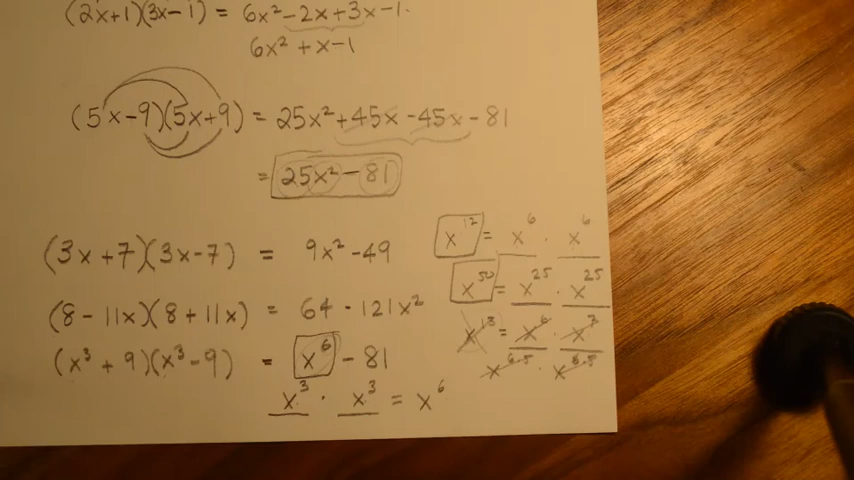 (2x+1)(3x-1) = 6x² -2x+3x-1.
6x² + x-1
(5x-9)(5x+9) = 25x² +45x -45x -81
= 25x² - 81
(3x+7)(3x-7) = 9x² -49
(8 - 11x)(8 + 11x) = 64 - 121x²
(x³ + 9)(x³ -9) = x⁶ - 81
x³ · x³ = x⁶
x¹² = x⁶ · x⁶
x⁵⁰ = x²⁵ · x²⁵
x¹³ = x⁶ · x⁷
x⁶·⁵ · x⁶·⁵